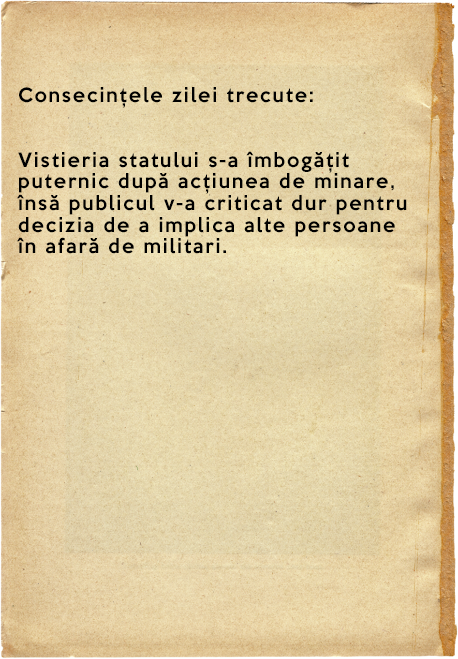 Consecințele zilei trecute:
Vistieria statului s-a îmbogățit
puternic după acțiunea de minare,
însă publicul v-a criticat dur pentru
decizia de a implica alte persoane
în afară de militari.